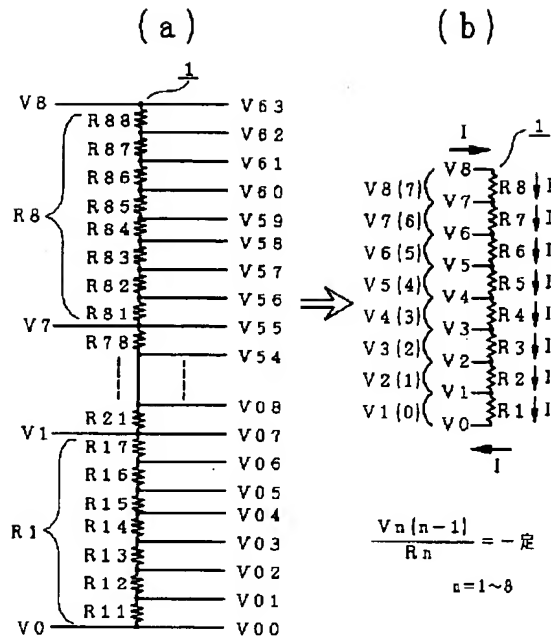 (a)
1
V8
V63
R88
V62
R87
V61
R86
V60
R85
R8
V59
R84
V58
R83
V57
R82
V56
R81
V7
V55
R78
V54
V08
R21
V1
V07
R17
V06
R16
V05
R15
V04
R1
R14
V03
R13
V02
R12
V01
R11
V0
V00
(b)
1
I
V8
V8(7)
R8
I
V7
V7(6)
R7
I
V6
V6(5)
R6
I
V5
V5(4)
R5
I
V4
V4(3)
R4
I
V3
V3(2)
R3
I
V2
V2(1)
R2
I
V1
V1(0)
R1
I
V0
I
Vn(n-1)
Rn
=一定
n=1~8